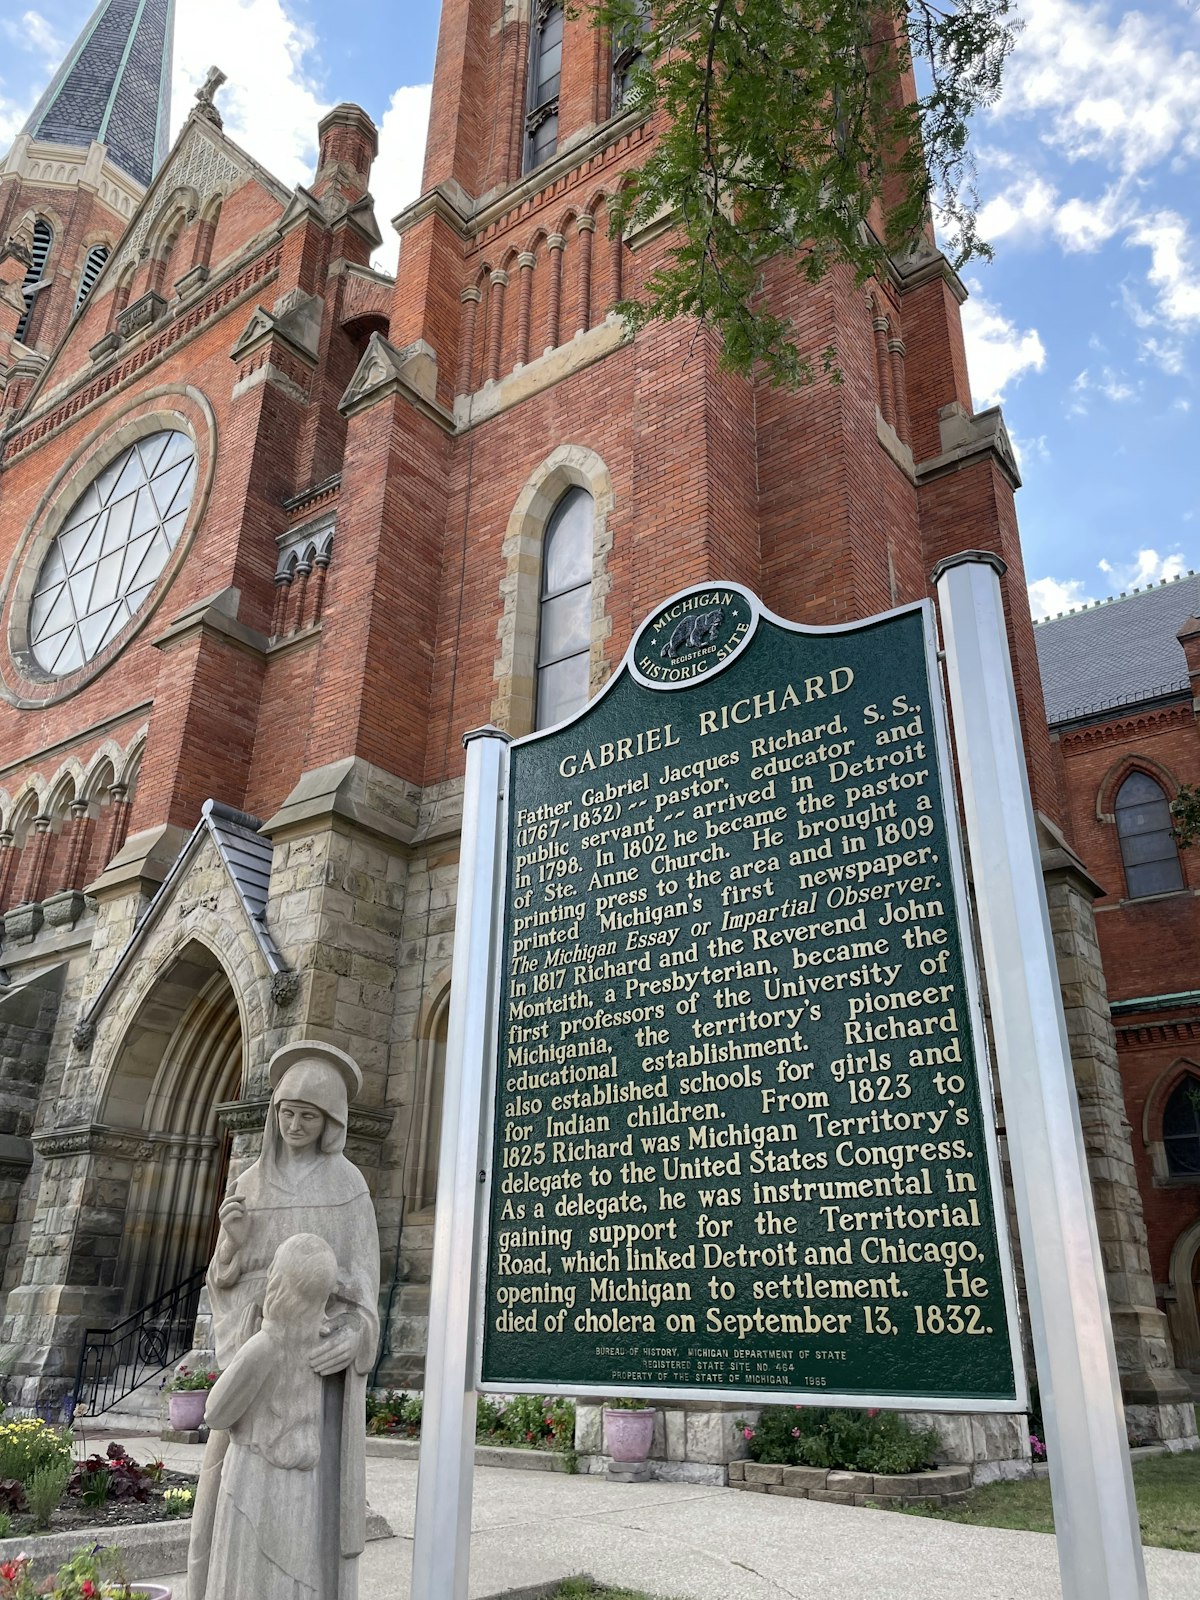 MICHIGAN
REGISTERED
HISTORIC SITE
GABRIEL RICHARD
Father Gabriel Jacques Richard, S. S.,
(1767-1832) -- pastor, educator and
public servant -- arrived in Detroit
in 1798. In 1802 he became the pastor
of Ste. Anne Church. He brought a
printing press to the area and in 1809
printed Michigan's first newspaper,
The Michigan Essay or Impartial Observer.
In 1817 Richard and the Reverend John
Monteith, a Presbyterian, became the
first professors of the University of
Michigania, the territory's pioneer
educational establishment. Richard
also established schools for girls and
for Indian children. From 1823 to
1825 Richard was Michigan Territory's
delegate to the United States Congress.
As a delegate, he was instrumental in
gaining support for the Territorial
Road, which linked Detroit and Chicago,
opening Michigan to settlement. He
died of cholera on September 13, 1832.
BUREAU OF HISTORY, MICHIGAN DEPARTMENT OF STATE
REGISTERED STATE SITE NO. 464
PROPERTY OF THE STATE OF MICHIGAN, 1985